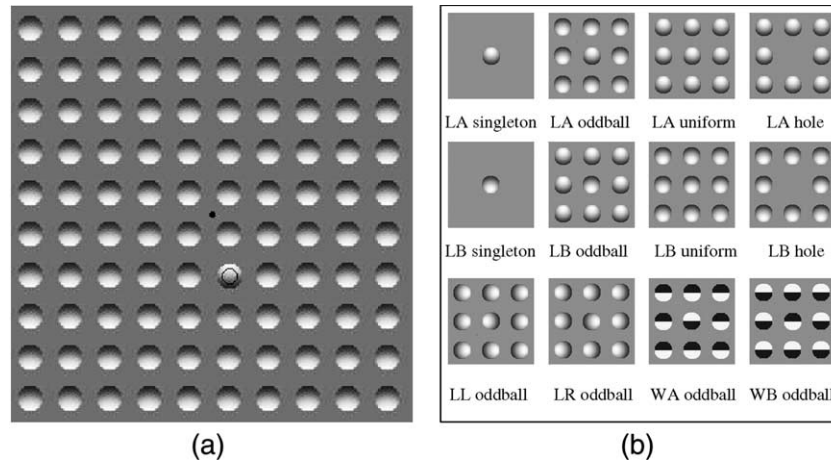 LA singleton LA oddball LA uniform LA hole
LB singleton LB oddball LB uniform LB hole
LL oddball LR oddball WA oddball WB oddball
(a) (b)